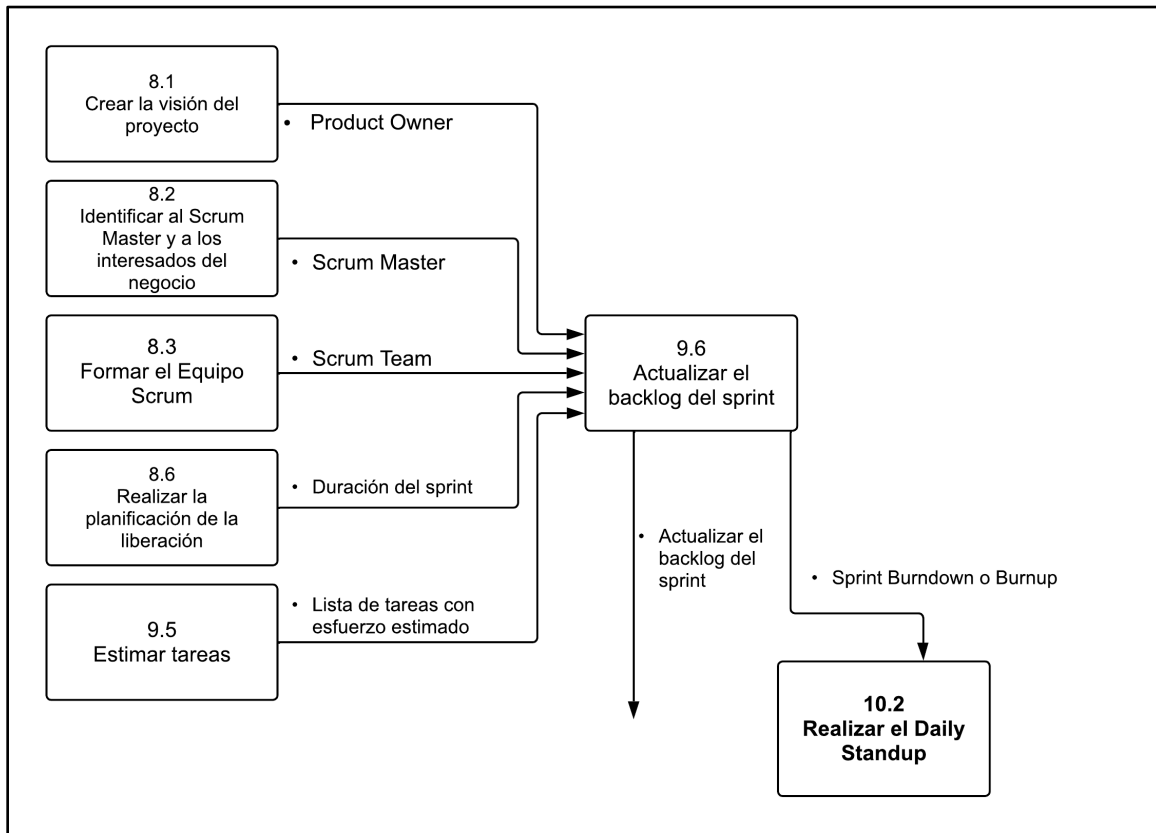 8.1
Crear la visión del
proyecto
• Product Owner
8.2
Identificar al Scrum
Master y a los
interesados del
negocio
• Scrum Master
8.3
Formar el Equipo
Scrum
• Scrum Team
9.6
Actualizar el
backlog del sprint
8.6
Realizar la
planificación de la
liberación
• Duración del sprint
• Actualizar el
backlog del
sprint
• Sprint Burndown o Burnup
9.5
Estimar tareas
• Lista de tareas con
esfuerzo estimado
10.2
Realizar el Daily
Standup